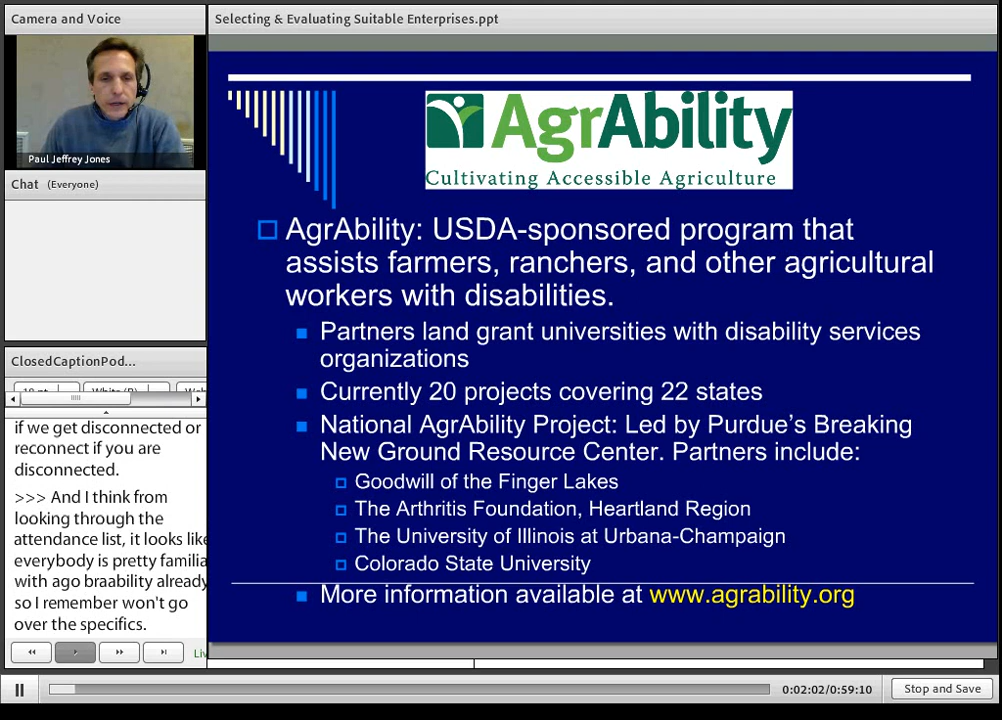 Camera and Voice
Selecting & Evaluating Suitable Enterprises.ppt
Paul Jeffrey Jones
Chat (Everyone)
ClosedCaptionPod...
if we get disconnected or
reconnect if you are
disconnected.
>>> And I think from
looking through the
attendance list, it looks like
everybody is pretty familia
with ago braability already
so I remember won't go
over the specifics.
AgrAbility
Cultivating Accessible Agriculture
AgrAbility: USDA-sponsored program that
assists farmers, ranchers, and other agricultural
workers with disabilities.
Partners land grant universities with disability services
organizations
Currently 20 projects covering 22 states
National AgrAbility Project: Led by Purdue's Breaking
New Ground Resource Center. Partners include:
Goodwill of the Finger Lakes
The Arthritis Foundation, Heartland Region
The University of Illinois at Urbana-Champaign
Colorado State University
More information available at www.agrability.org
0:02:02/0:59:10
Stop and Save